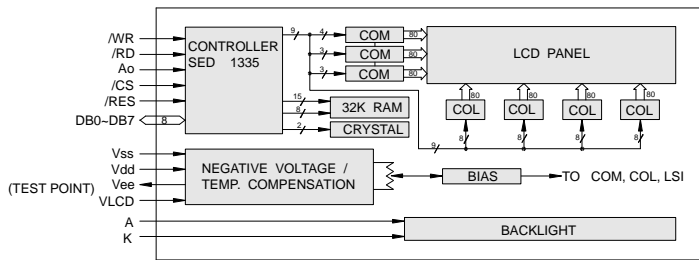 /WR
/RD
Ao
/CS
/RES
DB0~DB7
8
CONTROLLER
SED 1335
9
4
COM
80
3
COM
80
3
COM
80
LCD PANEL
15
32K RAM
8
2
CRYSTAL
80
COL
80
COL
80
COL
80
COL
9
8
8
8
8
Vss
Vdd
(TEST POINT)
Vee
VLCD
NEGATIVE VOLTAGE /
TEMP. COMPENSATION
BIAS
TO COM, COL, LSI
A
K
BACKLIGHT